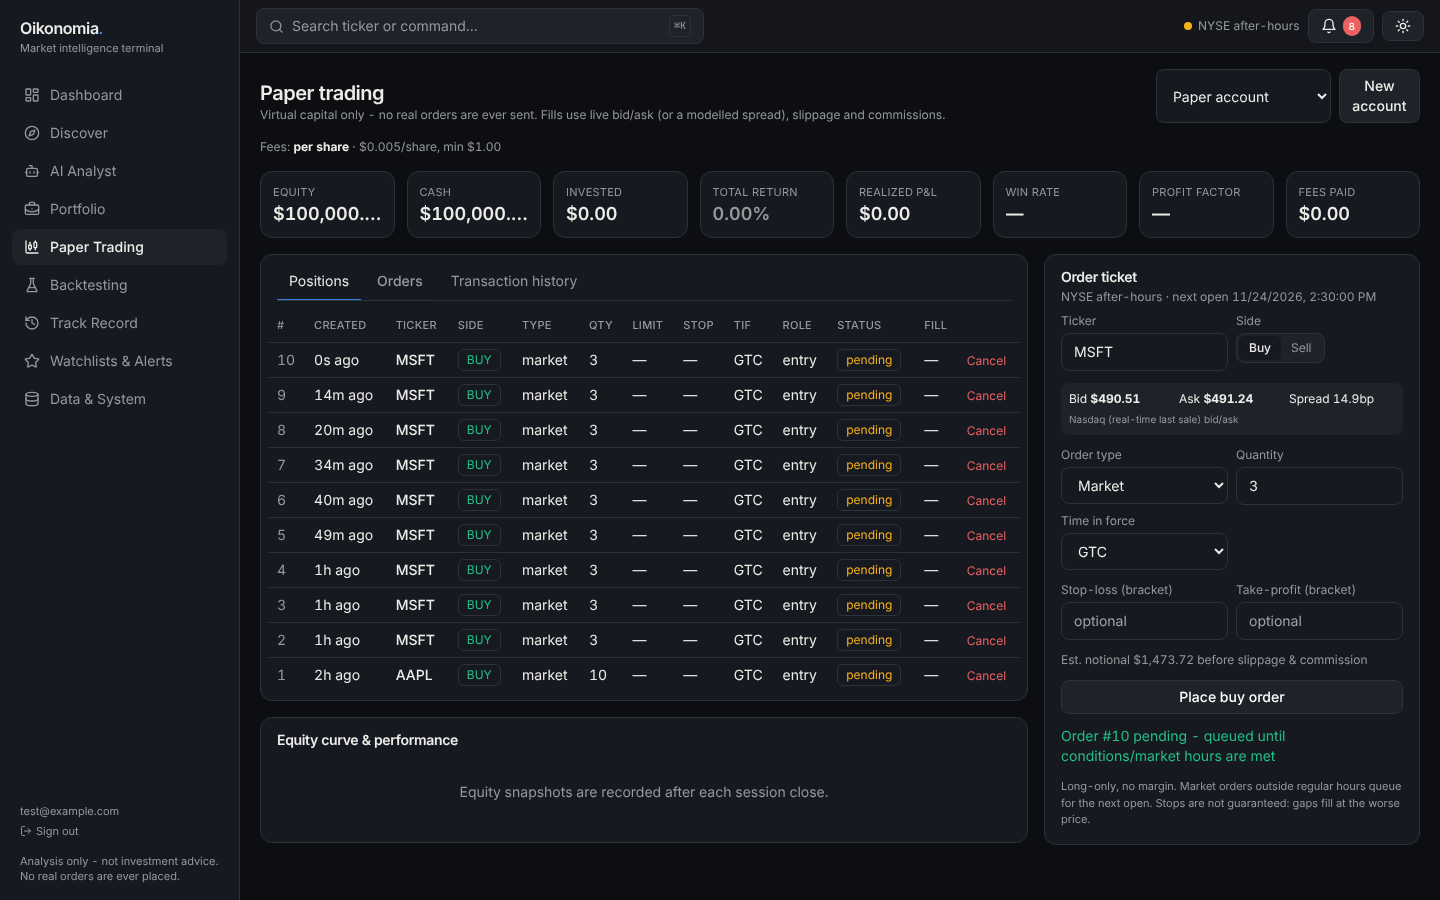 Oikonomia.
Market intelligence terminal
Dashboard
Discover
AI Analyst
Portfolio
Paper Trading
Backtesting
Track Record
Watchlists & Alerts
Data & System
test@example.com
Sign out
Analysis only - not investment advice.
No real orders are ever placed.
Search ticker or command...
⌘K
NYSE after-hours
8
Paper trading
Virtual capital only - no real orders are ever sent. Fills use live bid/ask (or a modelled spread), slippage and commissions.
Paper account
New account
Fees: per share · $0.005/share, min $1.00
EQUITY
$100,000....
CASH
$100,000....
INVESTED
$0.00
TOTAL RETURN
0.00%
REALIZED P&L
$0.00
WIN RATE
—
PROFIT FACTOR
—
FEES PAID
$0.00
Positions Orders Transaction history
# CREATED TICKER SIDE TYPE QTY LIMIT STOP TIF ROLE STATUS FILL
10 0s ago MSFT BUY market 3 — — GTC entry pending — Cancel
9 14m ago MSFT BUY market 3 — — GTC entry pending — Cancel
8 20m ago MSFT BUY market 3 — — GTC entry pending — Cancel
7 34m ago MSFT BUY market 3 — — GTC entry pending — Cancel
6 40m ago MSFT BUY market 3 — — GTC entry pending — Cancel
5 49m ago MSFT BUY market 3 — — GTC entry pending — Cancel
4 1h ago MSFT BUY market 3 — — GTC entry pending — Cancel
3 1h ago MSFT BUY market 3 — — GTC entry pending — Cancel
2 1h ago MSFT BUY market 3 — — GTC entry pending — Cancel
1 2h ago AAPL BUY market 10 — — GTC entry pending — Cancel
Equity curve & performance
Equity snapshots are recorded after each session close.
Order ticket
NYSE after-hours · next open 11/24/2026, 2:30:00 PM
Ticker Side
MSFT Buy Sell
Bid $490.51 Ask $491.24 Spread 14.9bp
Nasdaq (real-time last sale) bid/ask
Order type Quantity
Market 3
Time in force
GTC
Stop-loss (bracket) Take-profit (bracket)
optional optional
Est. notional $1,473.72 before slippage & commission
Place buy order
Order #10 pending - queued until
conditions/market hours are met
Long-only, no margin. Market orders outside regular hours queue
for the next open. Stops are not guaranteed: gaps fill at the worse
price.